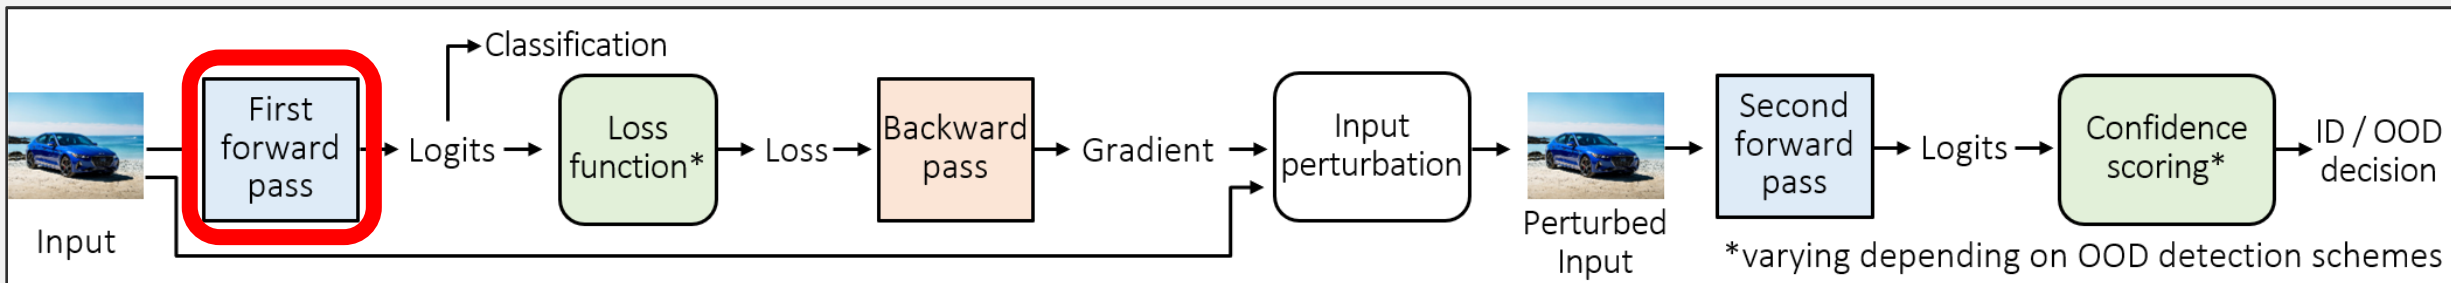 Input
First
forward
pass
Logits
Classification
Loss
function*
Loss
Backward
pass
Gradient
Input
perturbation
Perturbed
Input
Second
forward
pass
Logits
Confidence
scoring*
ID / OOD
decision
*varying depending on OOD detection schemes